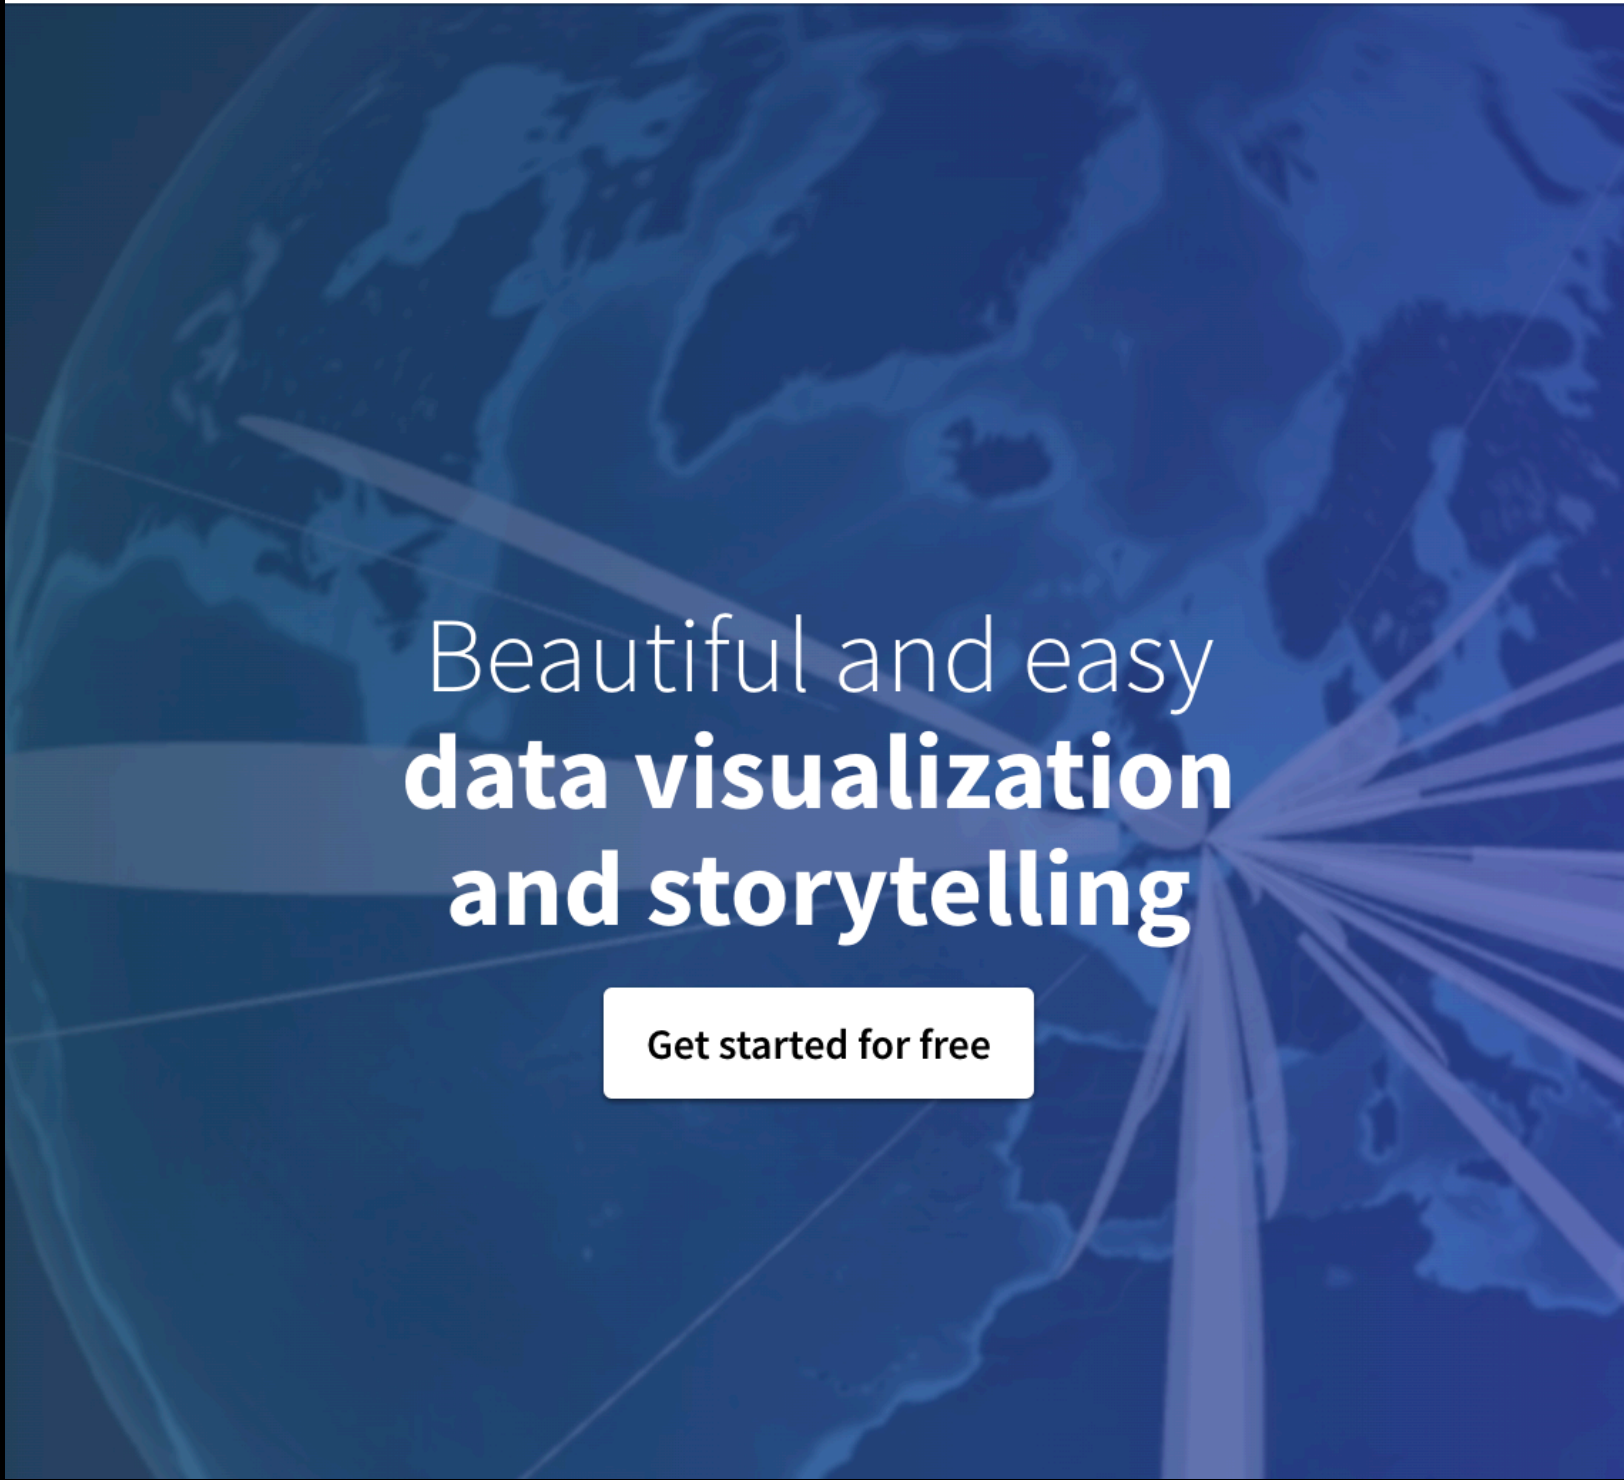 Beautiful and easy
data visualization
and storytelling
Get started for free